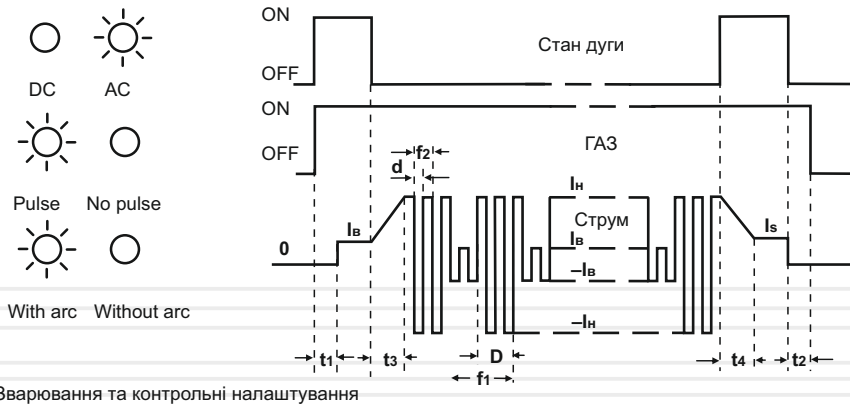 ON
Стан дуги
OFF
DC AC
ON
OFF
ГАЗ
f2
d
Pulse No pulse
Iн
Iв
Струм
Is
0
Iв
–Iв
With arc Without arc
–Iн
t1 t3 D t4 t2
f1
Зварювання та контрольні налаштування